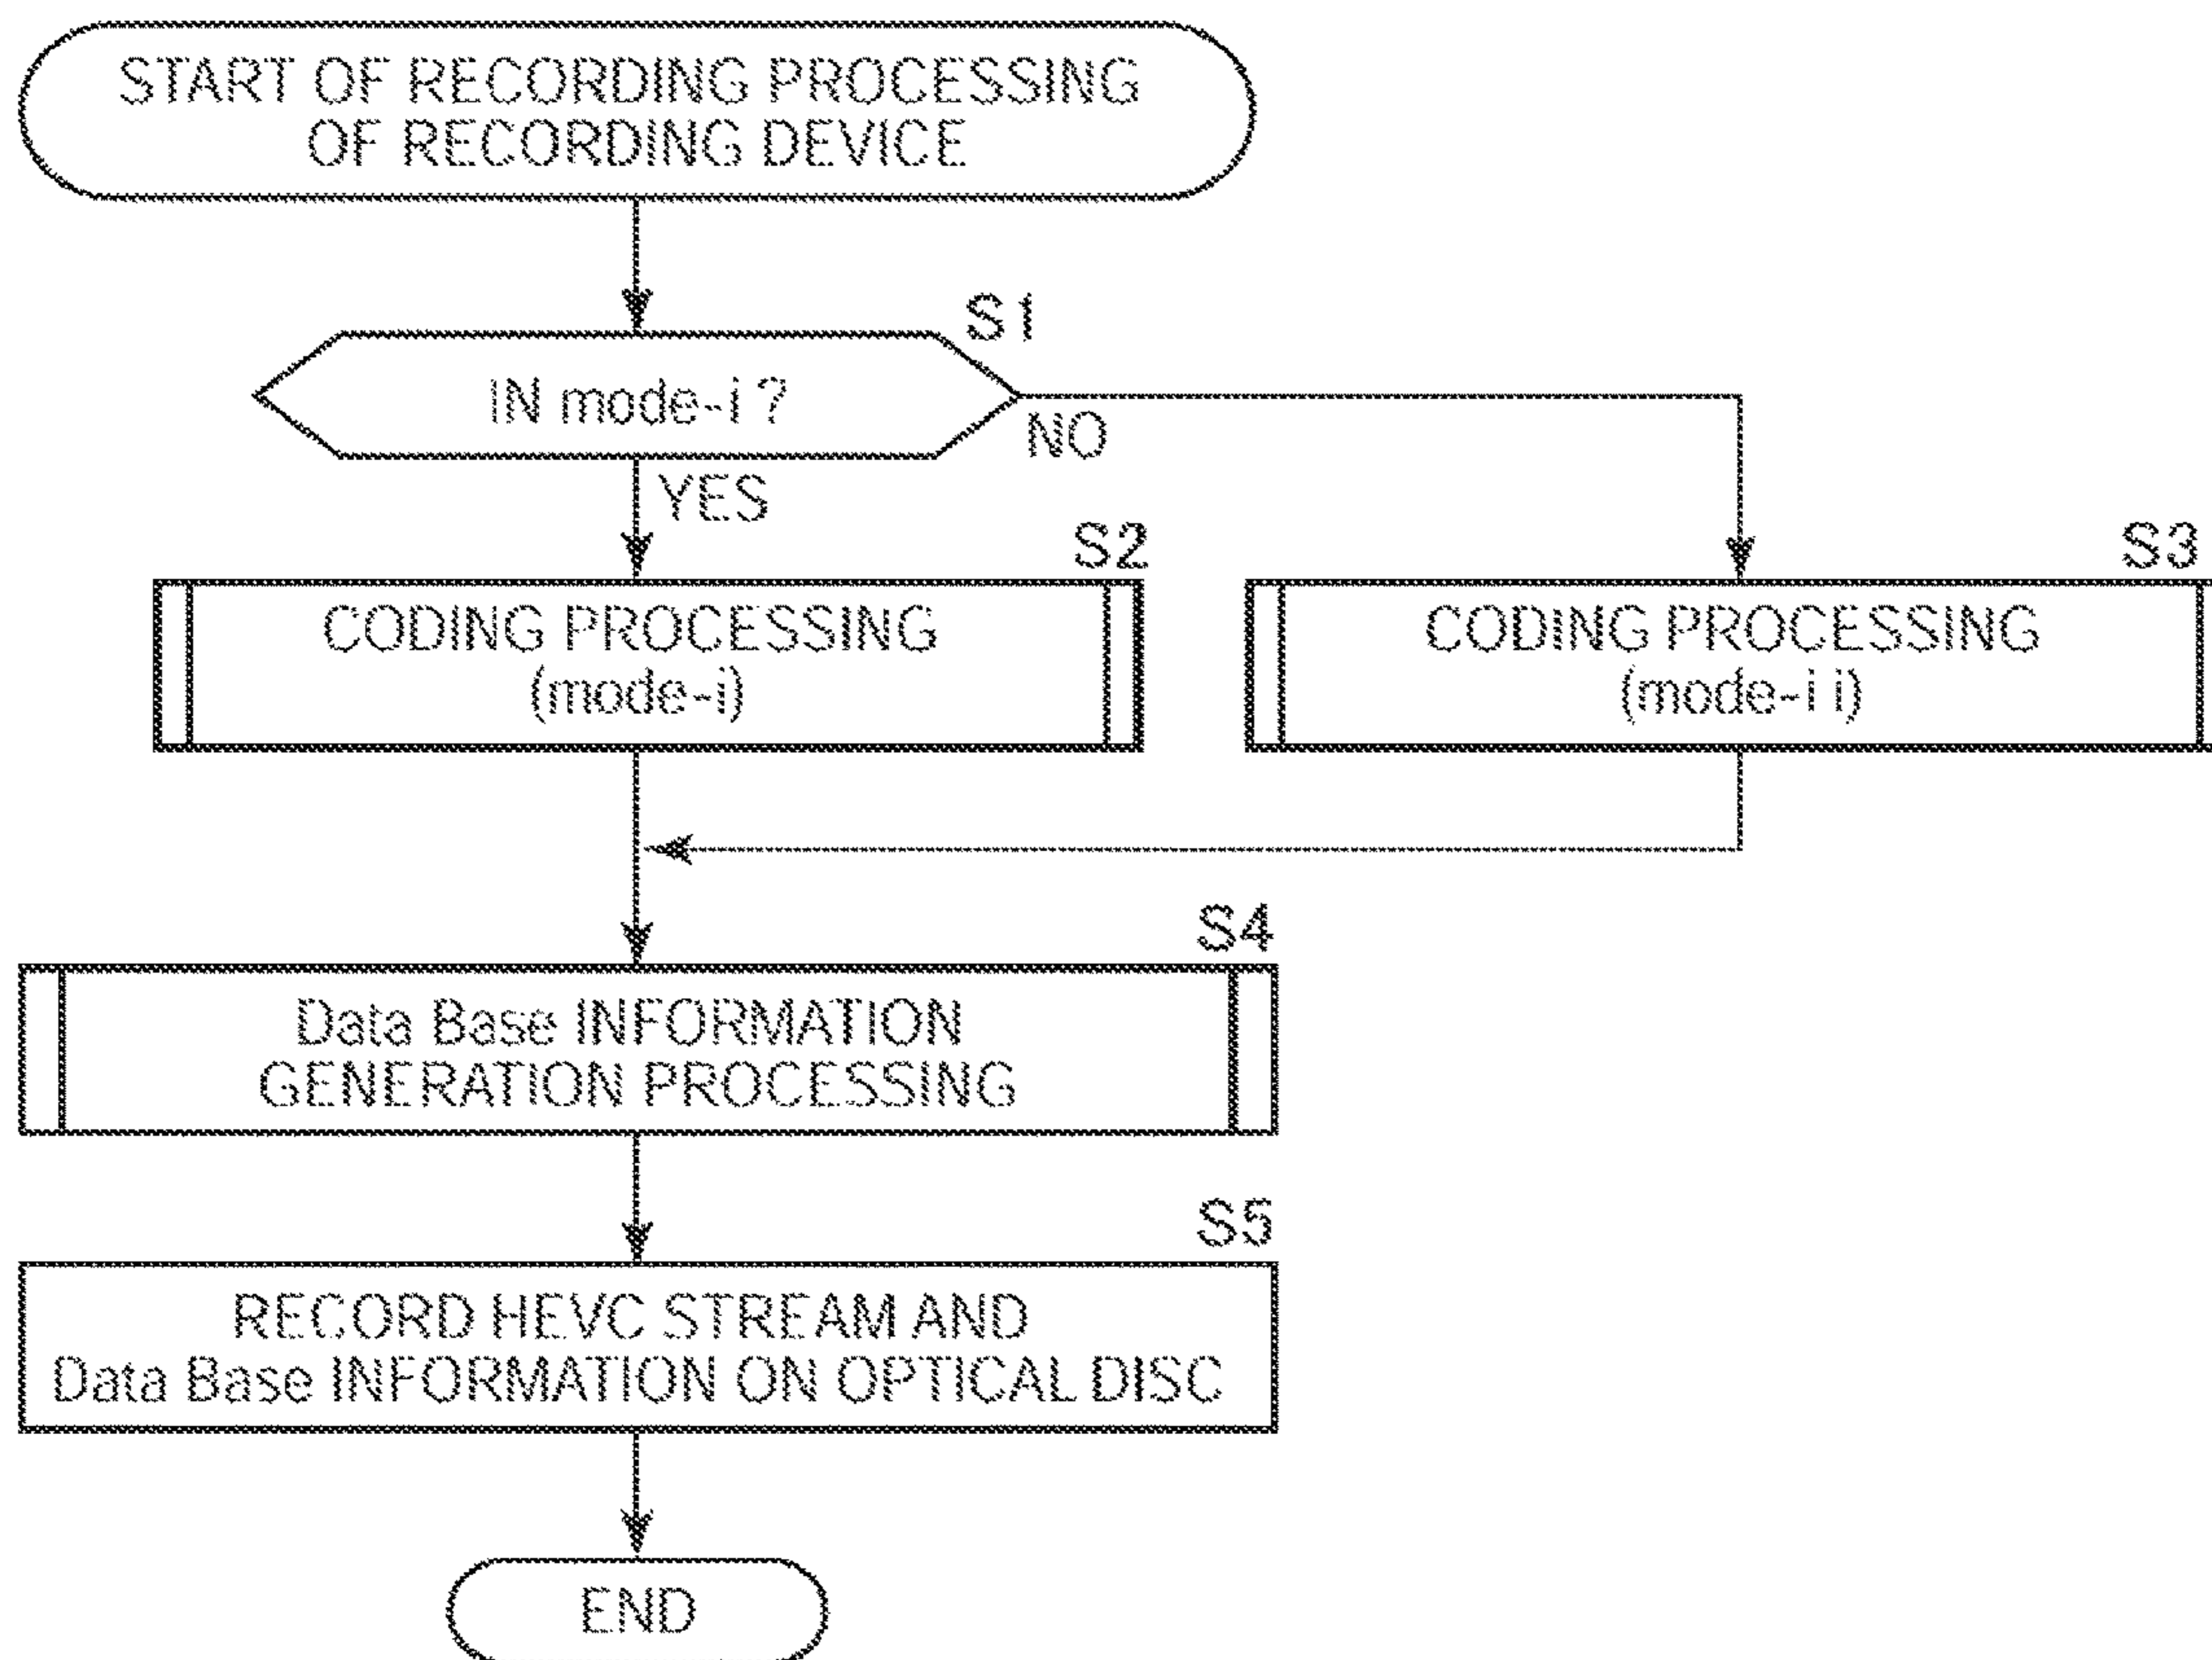 START OF RECORDING PROCESSING
OF RECORDING DEVICE
S1
IN mode-i ?
NO
YES
S2
CODING PROCESSING
(mode-i)
S3
CODING PROCESSING
(mode-i i)
S4
Data Base INFORMATION
GENERATION PROCESSING
S5
RECORD HEVC STREAM AND
Data Base INFORMATION ON OPTICAL DISC
END